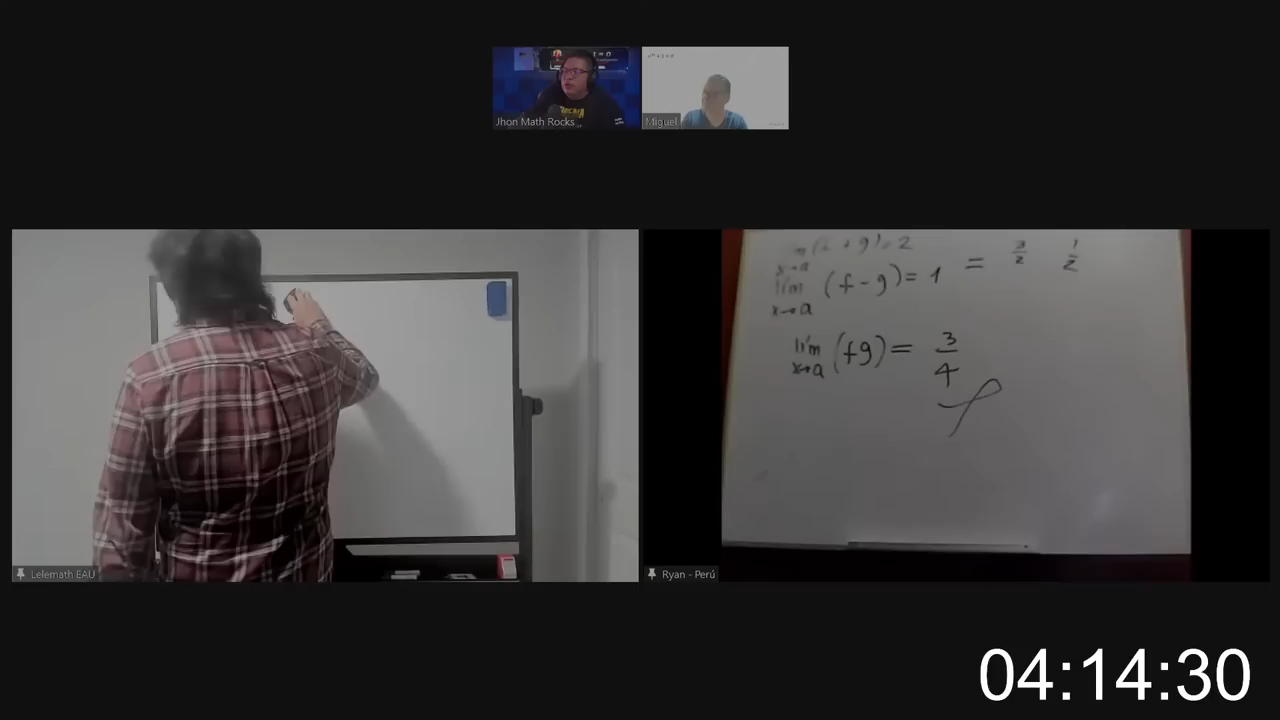 Jhon Math Rocks
Miguel
(f+g)=2
x→a
lim (f-g)=1 = 3/2 1/2
x→a
lim (fg)= 3/4
x→a
Lelemath EAU
Ryan - Perú
04:14:30